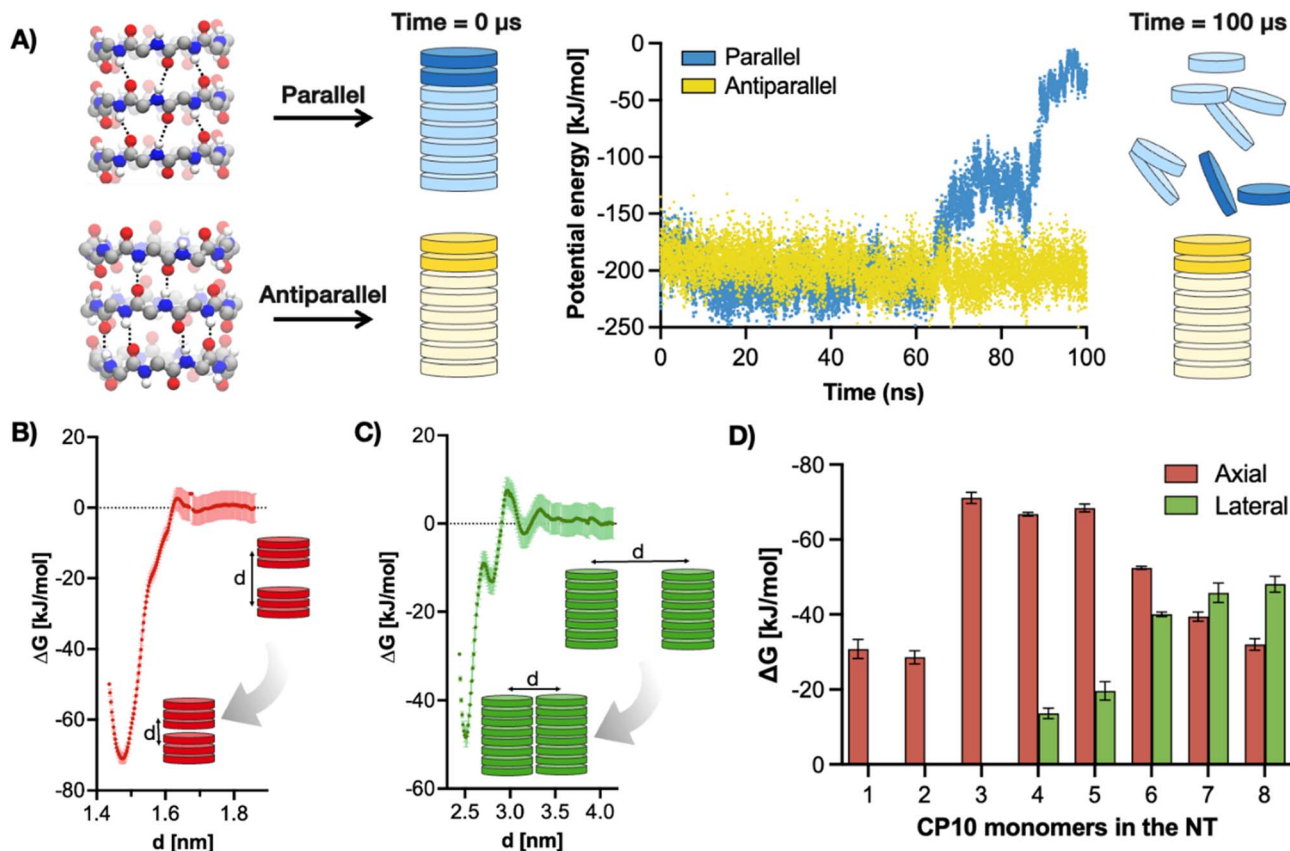 A)
Parallel
Antiparallel
Time = 0 µs
Potential energy [kJ/mol]
0
-50
-100
-150
-200
-250
Parallel
Antiparallel
0 20 40 60 80 100
Time (ns)
Time = 100 µs
B)
ΔG [kJ/mol]
20
0
-20
-40
-60
-80
d
d
1.4 1.6 1.8
d [nm]
C)
ΔG [kJ/mol]
20
0
-20
-40
-60
d
d
2.5 3.0 3.5 4.0
d [nm]
D)
ΔG [kJ/mol]
-80
-60
-40
-20
0
Axial
Lateral
1 2 3 4 5 6 7 8
CP10 monomers in the NT